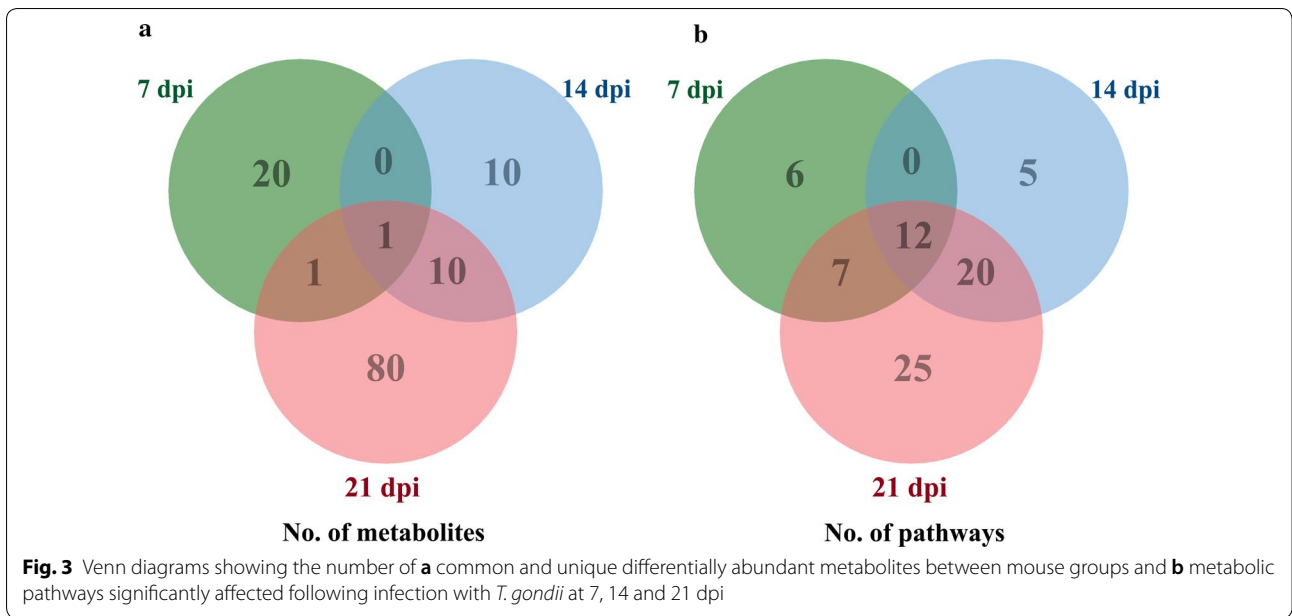 a
7 dpi
14 dpi
20
0
10
1
1
10
80
21 dpi
No. of metabolites
b
7 dpi
14 dpi
6
0
5
12
7
20
25
21 dpi
No. of pathways
Fig. 3 Venn diagrams showing the number of a common and unique differentially abundant metabolites between mouse groups and b metabolic
pathways significantly affected following infection with T. gondii at 7, 14 and 21 dpi